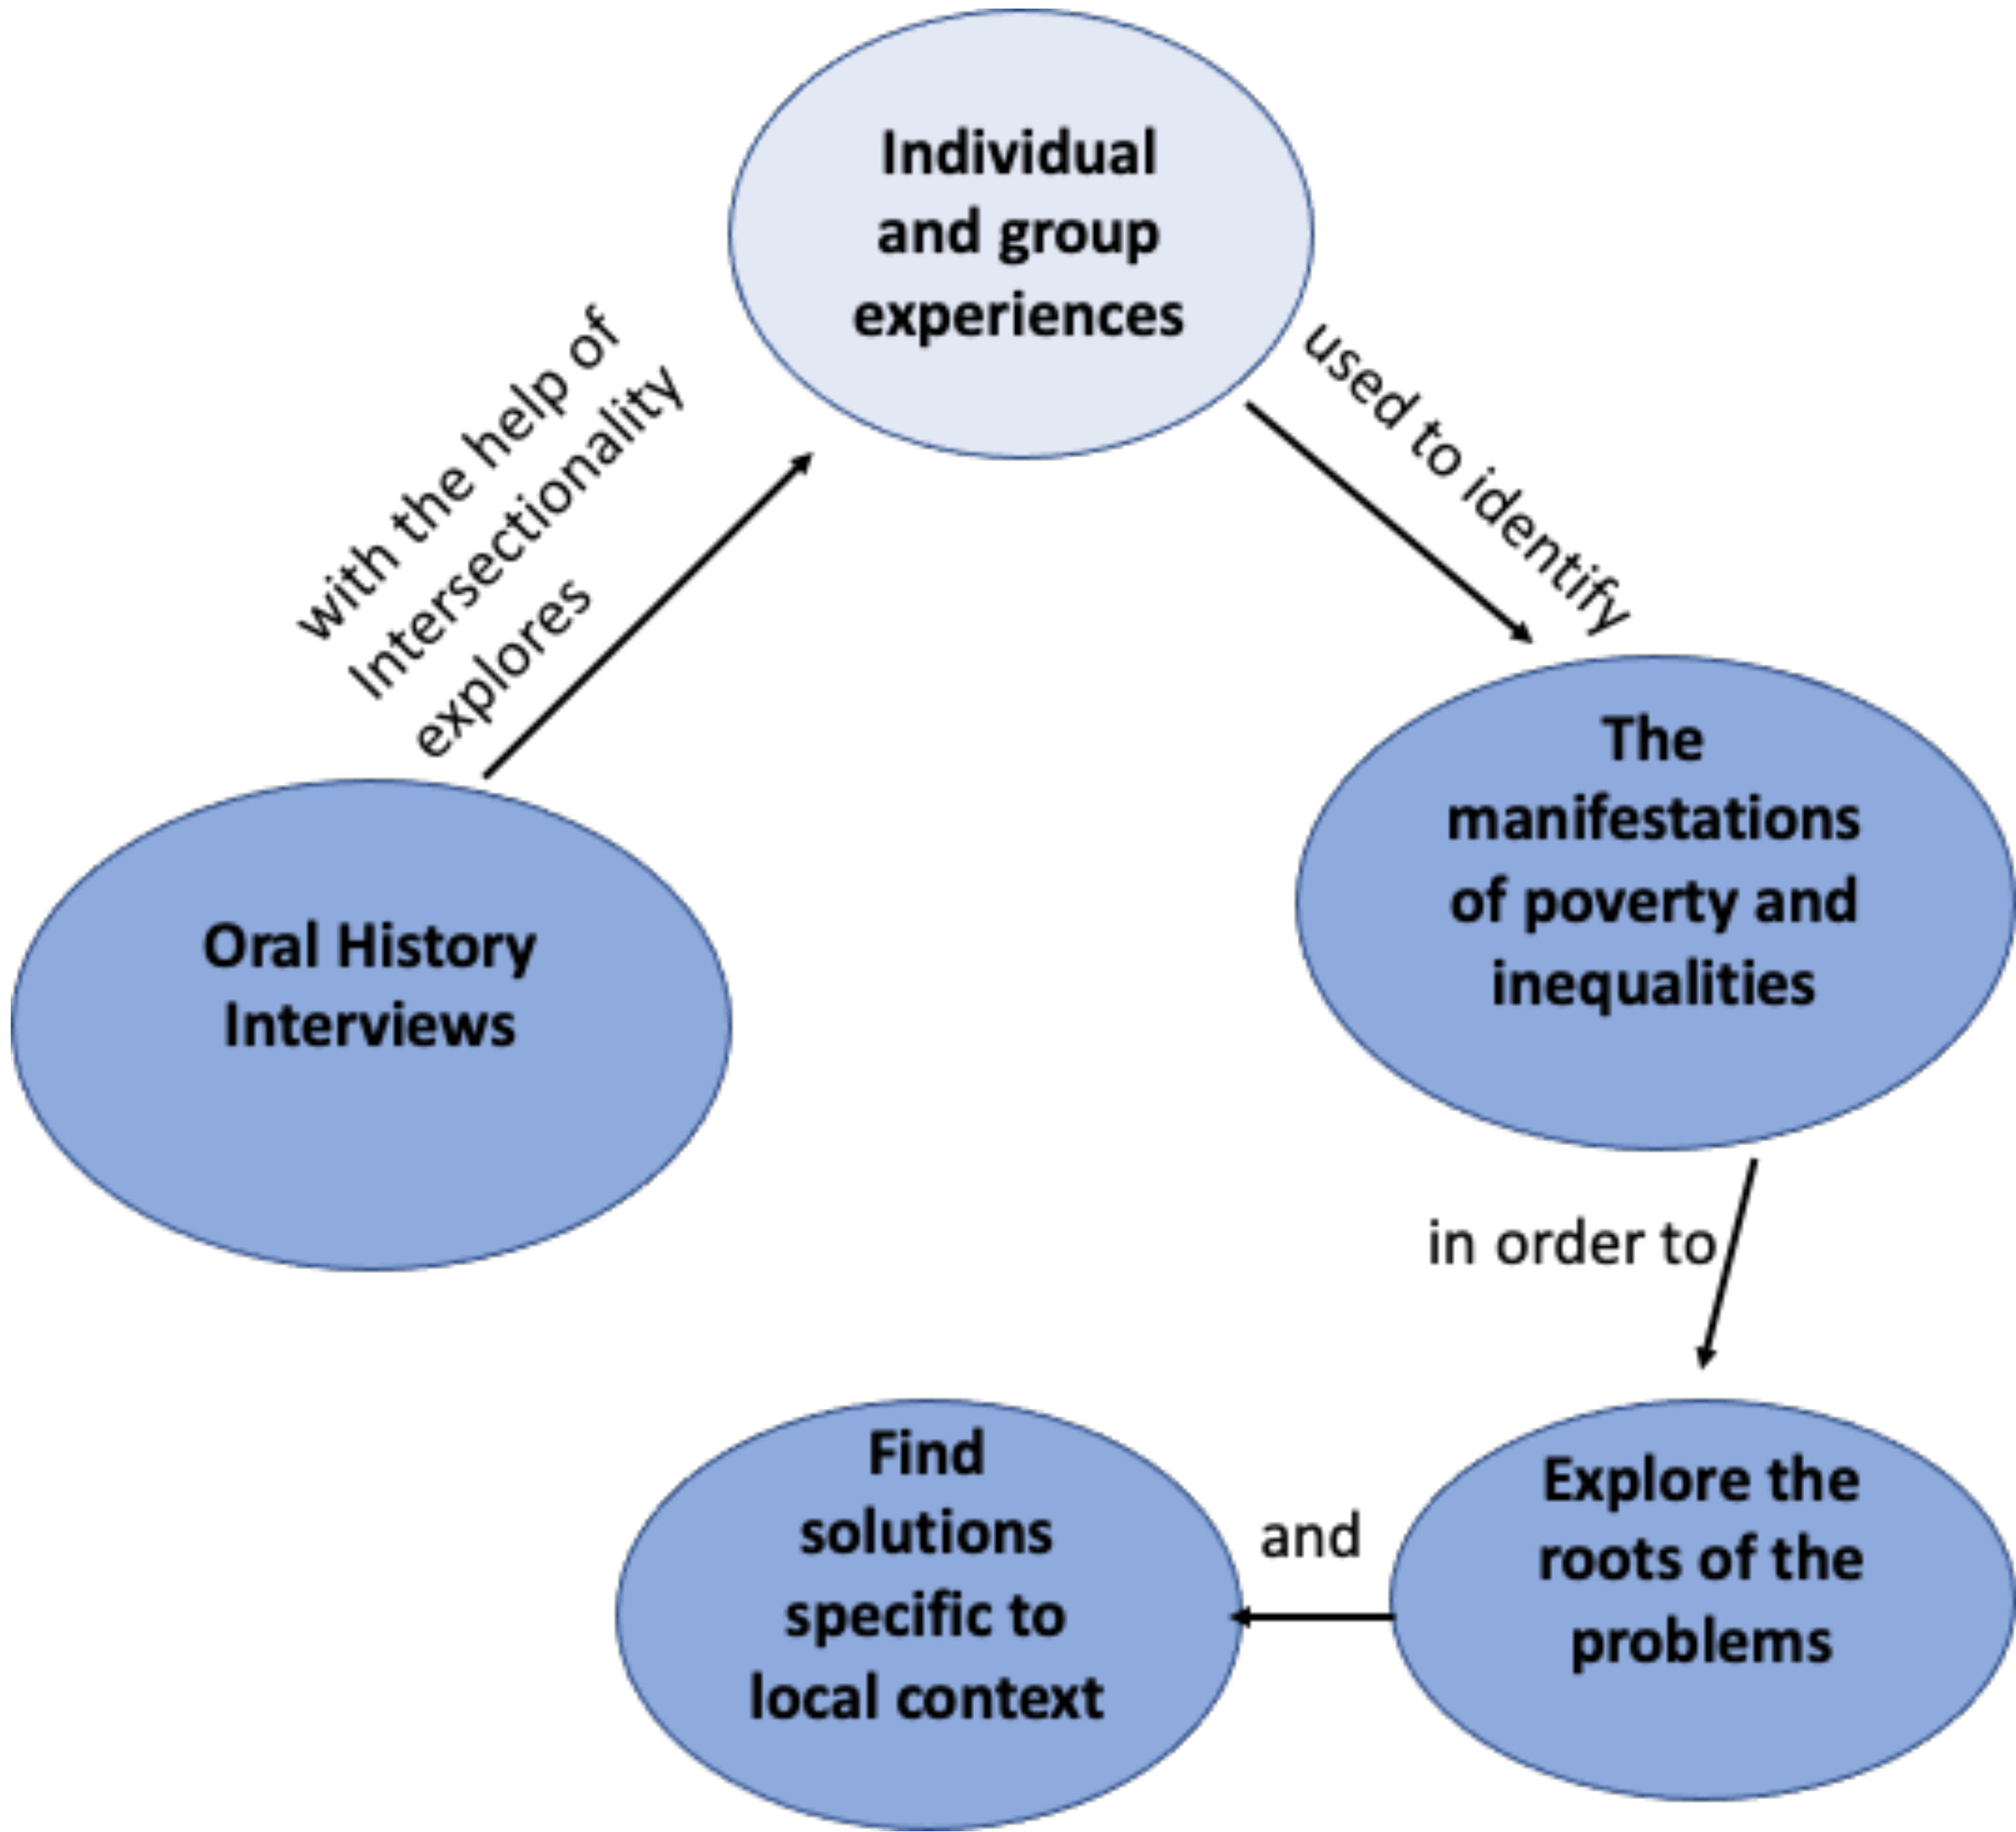 Oral History
Interviews
with the help of
Intersectionality
explores
Individual
and group
experiences
used to identify
The
manifestations
of poverty and
inequalities
in order to
Explore the
roots of the
problems
and
Find
solutions
specific to
local context